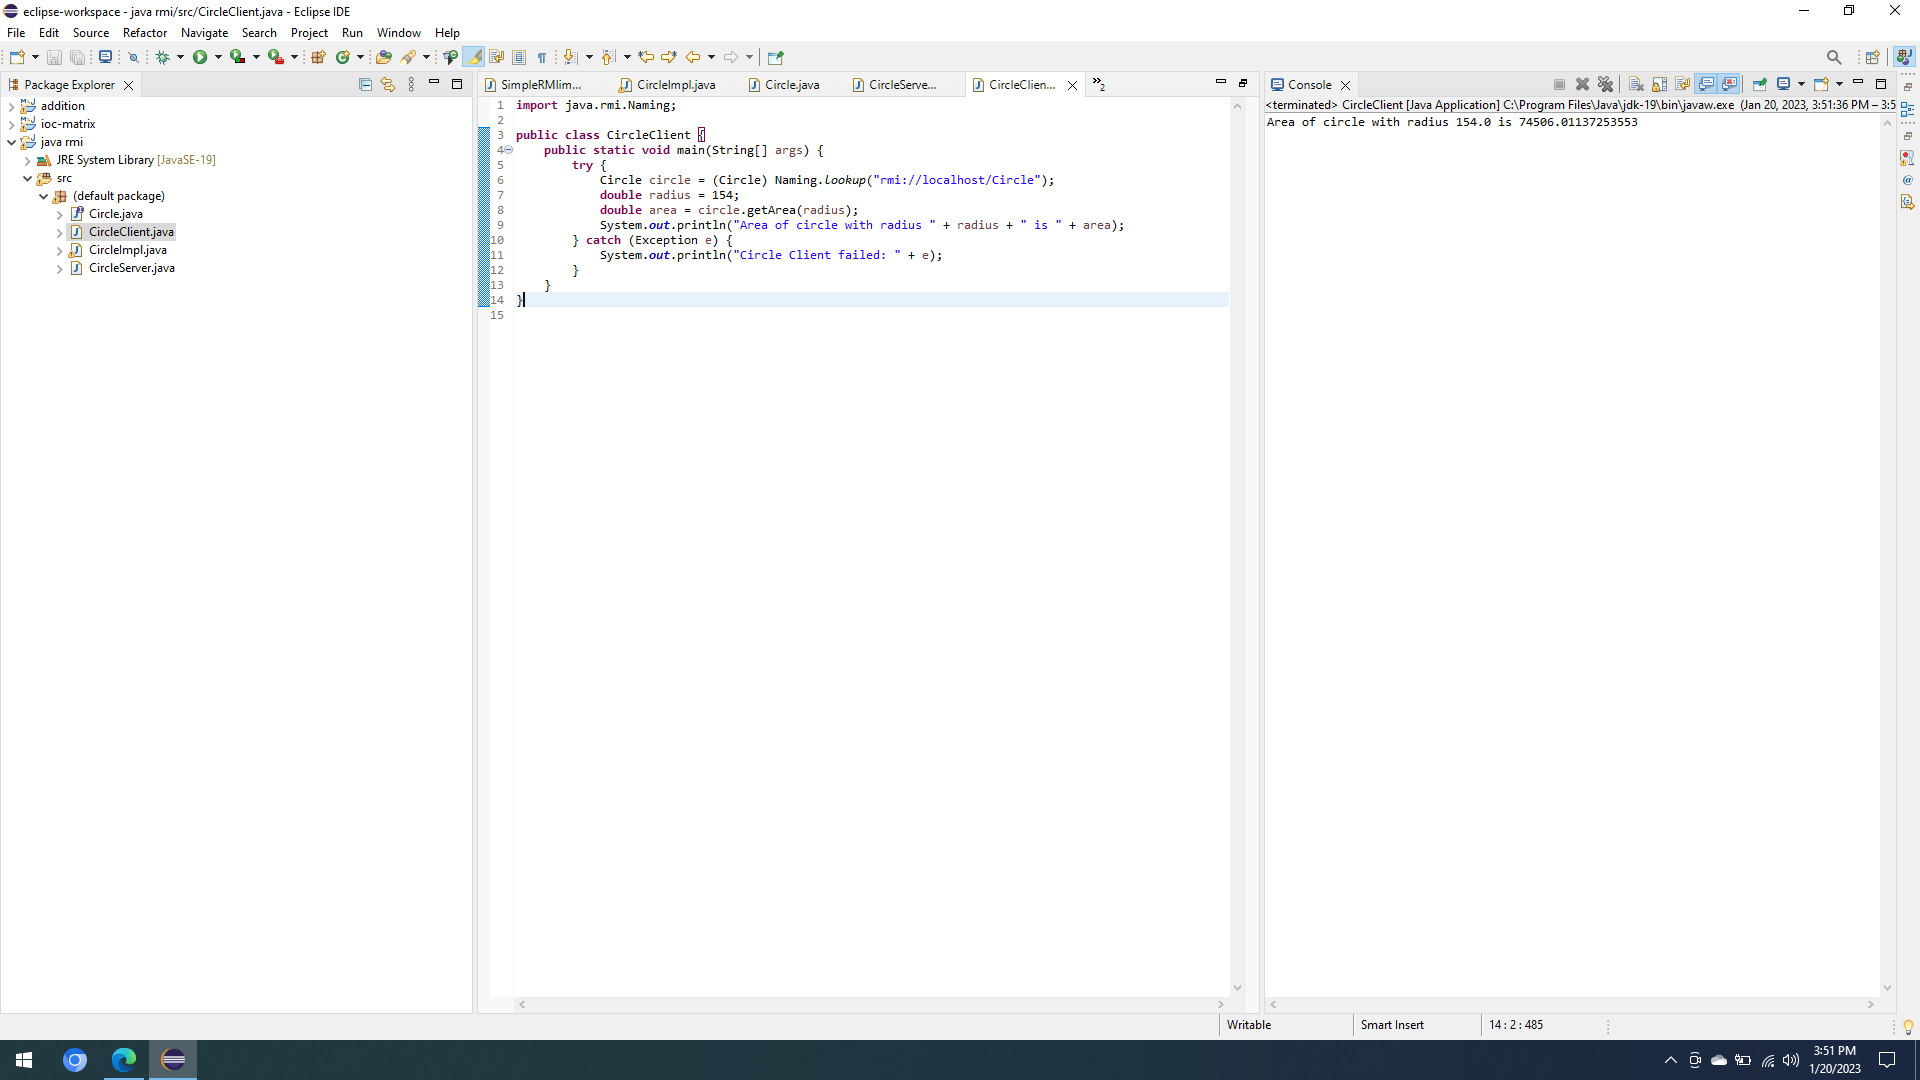 eclipse-workspace - java rmi/src/CircleClient.java - Eclipse IDE
File Edit Source Refactor Navigate Search Project Run Window Help
Package Explorer
addition
ioc-matrix
java rmi
JRE System Library [JavaSE-19]
src
(default package)
Circle.java
CircleClient.java
CircleImpl.java
CircleServer.java
SimpleRMIim... CircleImpl.java Circle.java CircleServe... CircleClien... »2
1 import java.rmi.Naming;
2
3 public class CircleClient {
4 public static void main(String[] args) {
5 try {
6 Circle circle = (Circle) Naming.lookup("rmi://localhost/Circle");
7 double radius = 154;
8 double area = circle.getArea(radius);
9 System.out.println("Area of circle with radius " + radius + " is " + area);
10 } catch (Exception e) {
11 System.out.println("Circle Client failed: " + e);
12 }
13 }
14 }
15
Console
<terminated> CircleClient [Java Application] C:\Program Files\Java\jdk-19\bin\javaw.exe (Jan 20, 2023, 3:51:36 PM – 3:5
Area of circle with radius 154.0 is 74506.01137253553
Writable Smart Insert 14 : 2 : 485
3:51 PM
1/20/2023